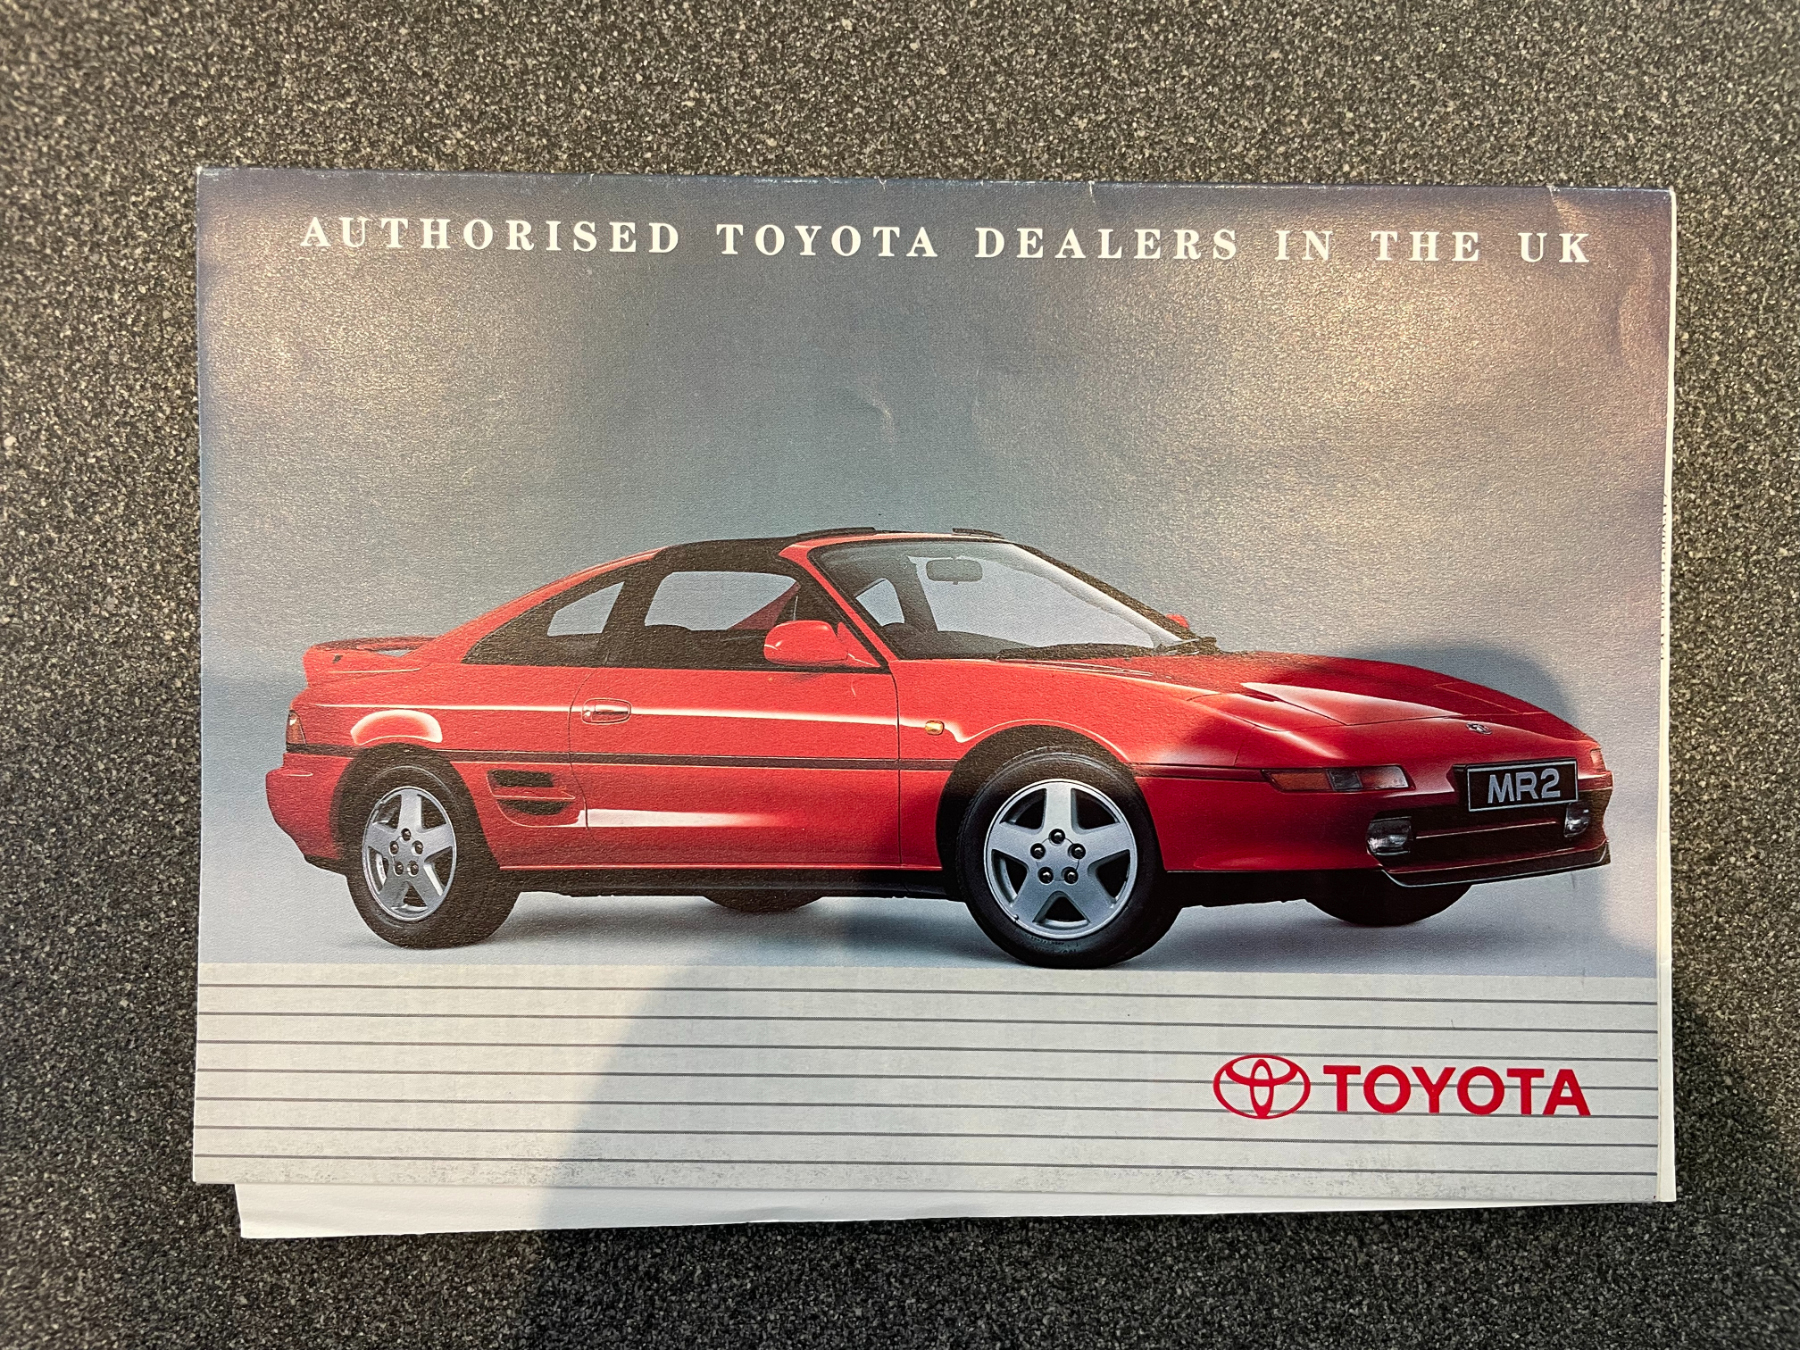 AUTHORISED TOYOTA DEALERS IN THE UK
MR2
TOYOTA